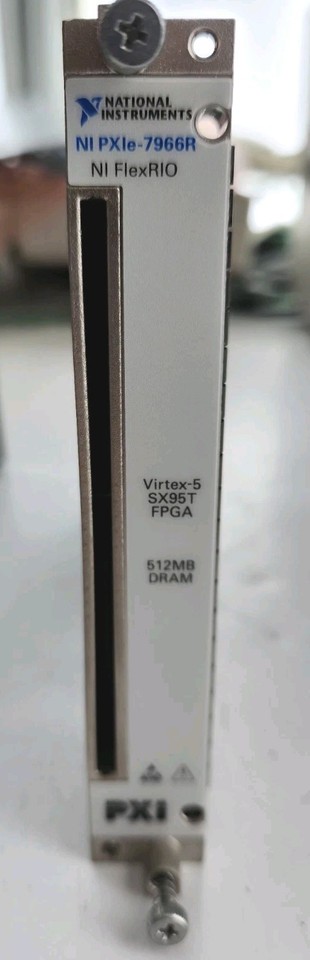 NATIONAL
INSTRUMENTS
NI PXIe-7966R
NI FlexRIO
Virtex-5
SX95T
FPGA
512MB
DRAM
PXI